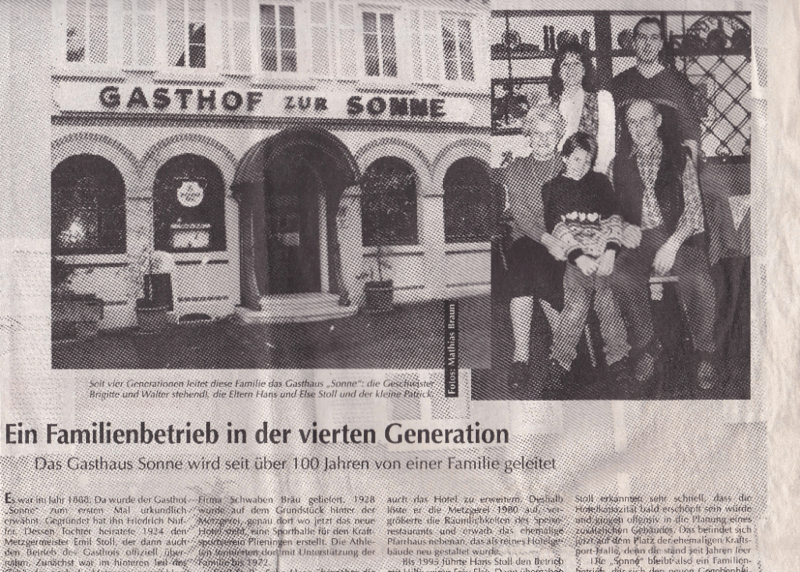 GASTHOF ZUR SONNE
Fotos: Mathias Braun
Seit vier Generationen leitet diese Familie das Gasthaus „Sonne": die Geschwister
Brigitte und Walter stehend), die Eltern Hans und Else Stoll und der kleine Patrick.
Ein Familienbetrieb in der vierten Generation
Das Gasthaus Sonne wird seit über 100 Jahren von einer Familie geleitet
Es war im Jahr 1888. Da wurde der Gasthof
„Sonne" zum ersten Mal urkundlich
erwähnt. Gegründet hat ihn Friedrich
Dessen Tochter heiratete 1924 den
Metzgermeister Emil Stoll, der dann auch
den Betrieb des Gasthofs offiziell über-
nahm. Zunächst war im hinteren Teil des
Firma Schwaben Bräu geliefert. 1928
wurde auf dem Grundstück hinter der
Metzgerei, genau dort wo jetzt das neue
Hotel steht, eine Sporthalle für den Kraft-
sportverein Plieningen erstellt. Die Athle-
ten trainierten dort mit Unterstützung der
Familie bis 1972.
auch das Hotel zu erweitern. Deshalb
löste er die Metzgerei 1980 auf, ver-
größerte die Räumlichkeiten des Speise-
restaurants und erwarb das ehemalige
Pfarrhaus nebenan, das als reines Hotelge-
bäude neu gestaltet wurde.
Bis 1995 führte Hans Stoll den Betrieb
Stoll erkannten sehr schnell, dass die
Hotelkapazität bald erschöpft sein würde
und gingen offensiv in die Planung eines
zusätzlichen Gebäudes. Das befindet sich
jetzt auf dem Platz der ehemaligen Kraft-
sport-Halle, denn die stand seit Jahren leer
Die „Sonne" bleibt also ein Familien-